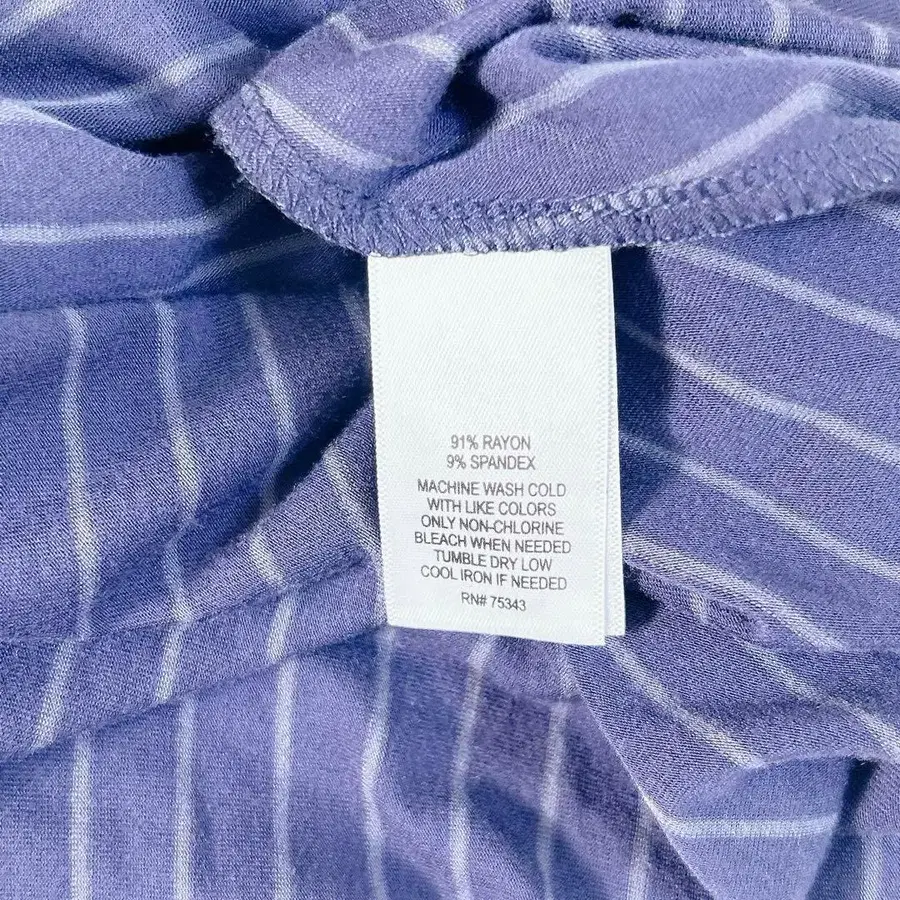 91% RAYON
9% SPANDEX
MACHINE WASH COLD
WITH LIKE COLORS
ONLY NON-CHLORINE
BLEACH WHEN NEEDED
TUMBLE DRY LOW
COOL IRON IF NEEDED
RN# 75343